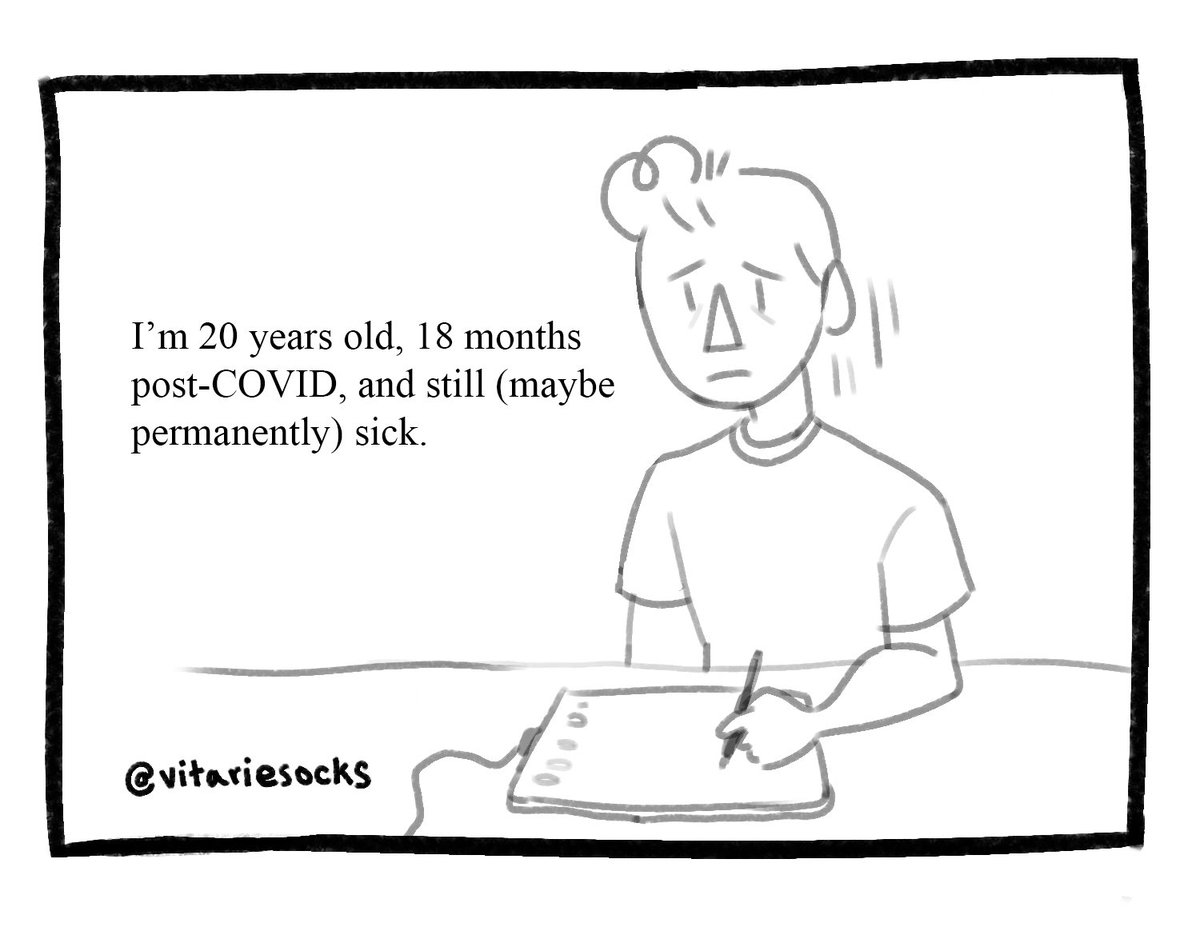 I’m 20 years old, 18 months
post-COVID, and still (maybe
permanently) sick.
@vitariesocks